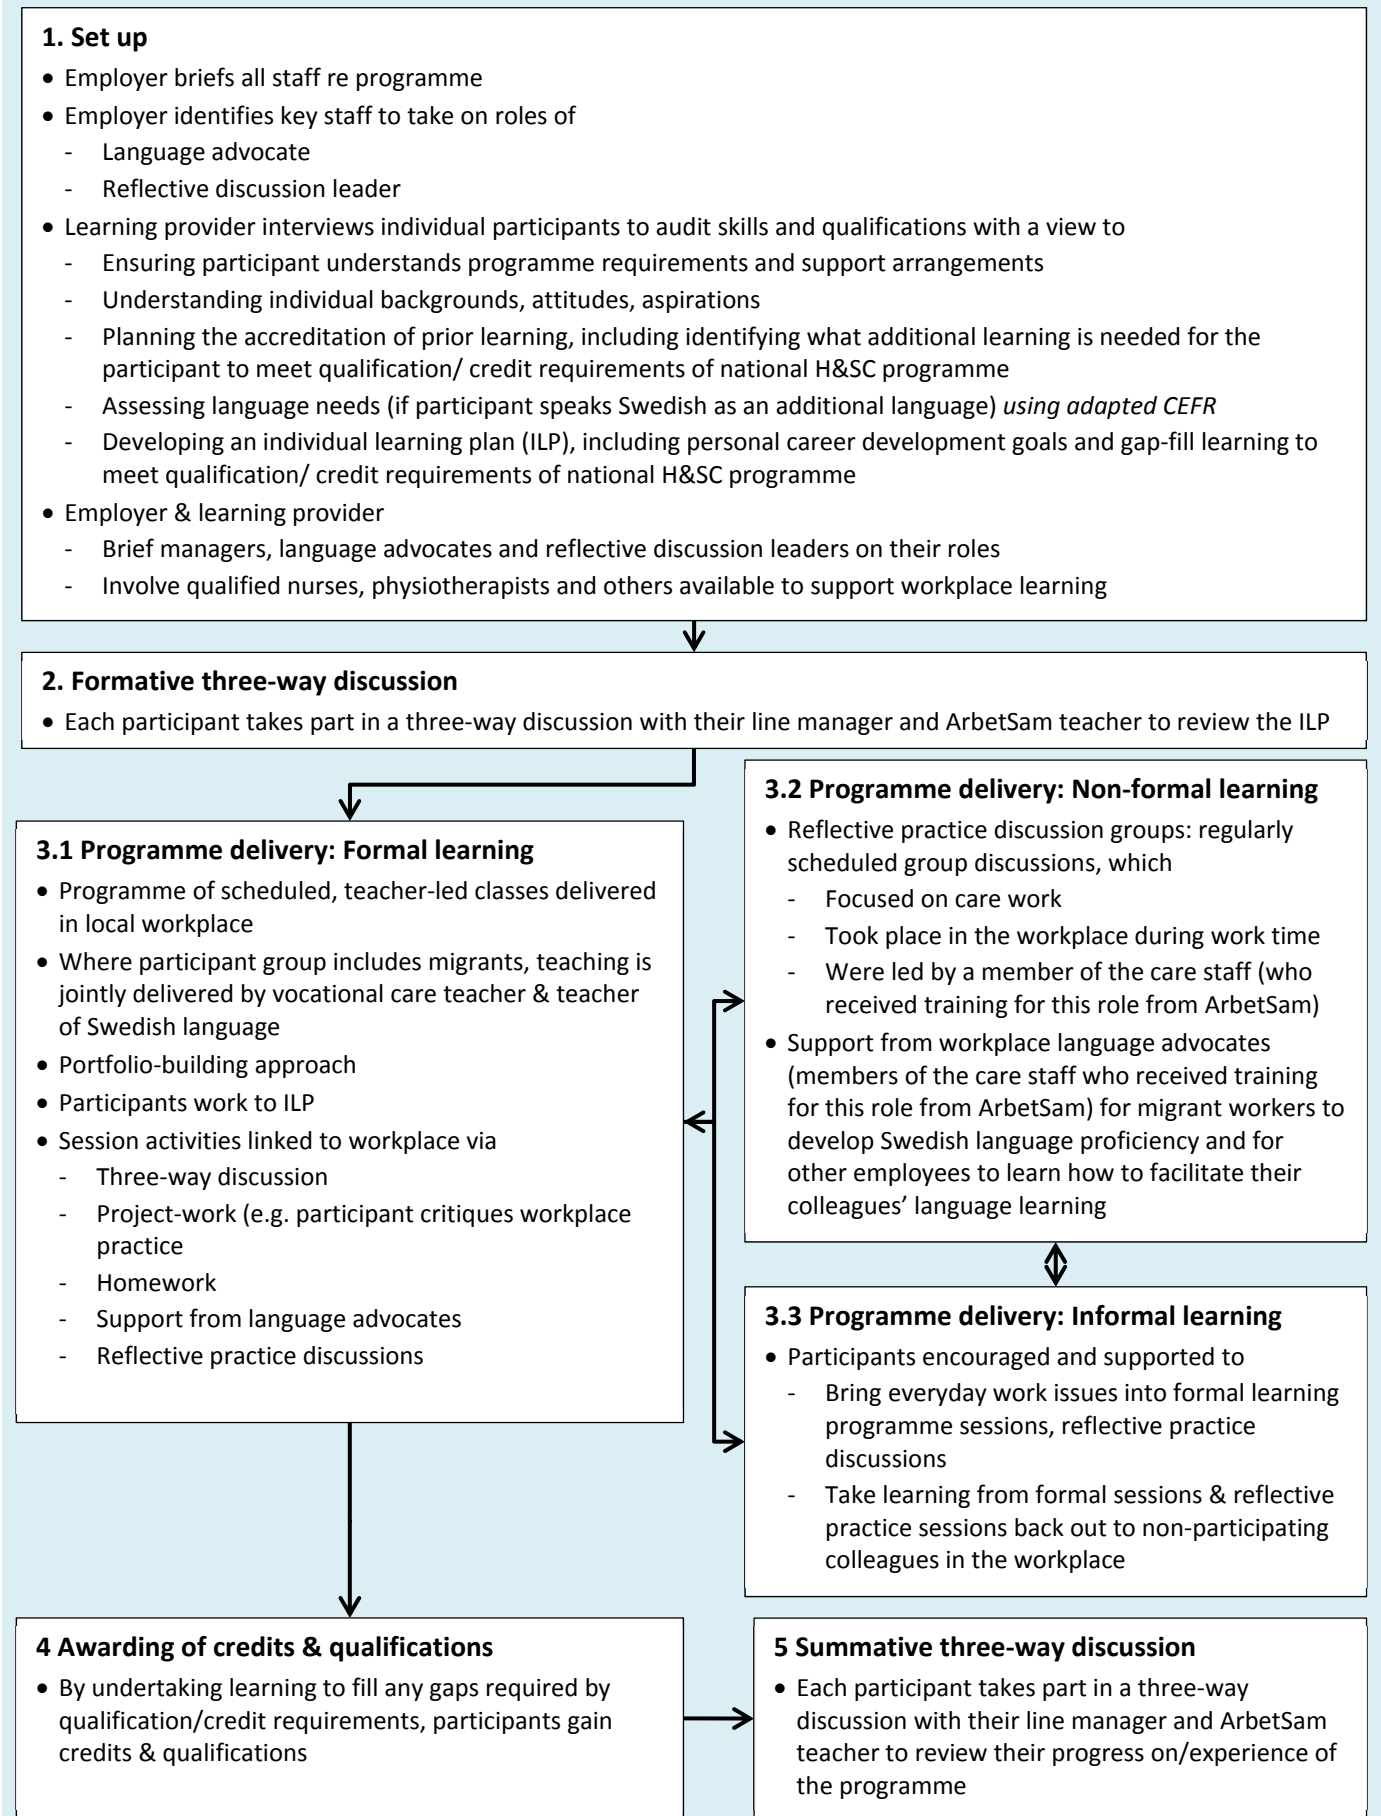 1. Set up
• Employer briefs all staff re programme
• Employer identifies key staff to take on roles of
- Language advocate
- Reflective discussion leader
• Learning provider interviews individual participants to audit skills and qualifications with a view to
- Ensuring participant understands programme requirements and support arrangements
- Understanding individual backgrounds, attitudes, aspirations
- Planning the accreditation of prior learning, including identifying what additional learning is needed for the
participant to meet qualification/ credit requirements of national H&SC programme
- Assessing language needs (if participant speaks Swedish as an additional language) using adapted CEFR
- Developing an individual learning plan (ILP), including personal career development goals and gap-fill learning to
meet qualification/ credit requirements of national H&SC programme
• Employer & learning provider
- Brief managers, language advocates and reflective discussion leaders on their roles
- Involve qualified nurses, physiotherapists and others available to support workplace learning
2. Formative three-way discussion
• Each participant takes part in a three-way discussion with their line manager and ArbetSam teacher to review the ILP
3.1 Programme delivery: Formal learning
• Programme of scheduled, teacher-led classes delivered
in local workplace
• Where participant group includes migrants, teaching is
jointly delivered by vocational care teacher & teacher
of Swedish language
• Portfolio-building approach
• Participants work to ILP
• Session activities linked to workplace via
- Three-way discussion
- Project-work (e.g. participant critiques workplace
practice
- Homework
- Support from language advocates
- Reflective practice discussions
3.2 Programme delivery: Non-formal learning
• Reflective practice discussion groups: regularly
scheduled group discussions, which
- Focused on care work
- Took place in the workplace during work time
- Were led by a member of the care staff (who
received training for this role from ArbetSam)
• Support from workplace language advocates
(members of the care staff who received training
for this role from ArbetSam) for migrant workers to
develop Swedish language proficiency and for
other employees to learn how to facilitate their
colleagues’ language learning
3.3 Programme delivery: Informal learning
• Participants encouraged and supported to
- Bring everyday work issues into formal learning
programme sessions, reflective practice
discussions
- Take learning from formal sessions & reflective
practice sessions back out to non-participating
colleagues in the workplace
4 Awarding of credits & qualifications
• By undertaking learning to fill any gaps required by
qualification/credit requirements, participants gain
credits & qualifications
5 Summative three-way discussion
• Each participant takes part in a three-way
discussion with their line manager and ArbetSam
teacher to review their progress on/experience of
the programme